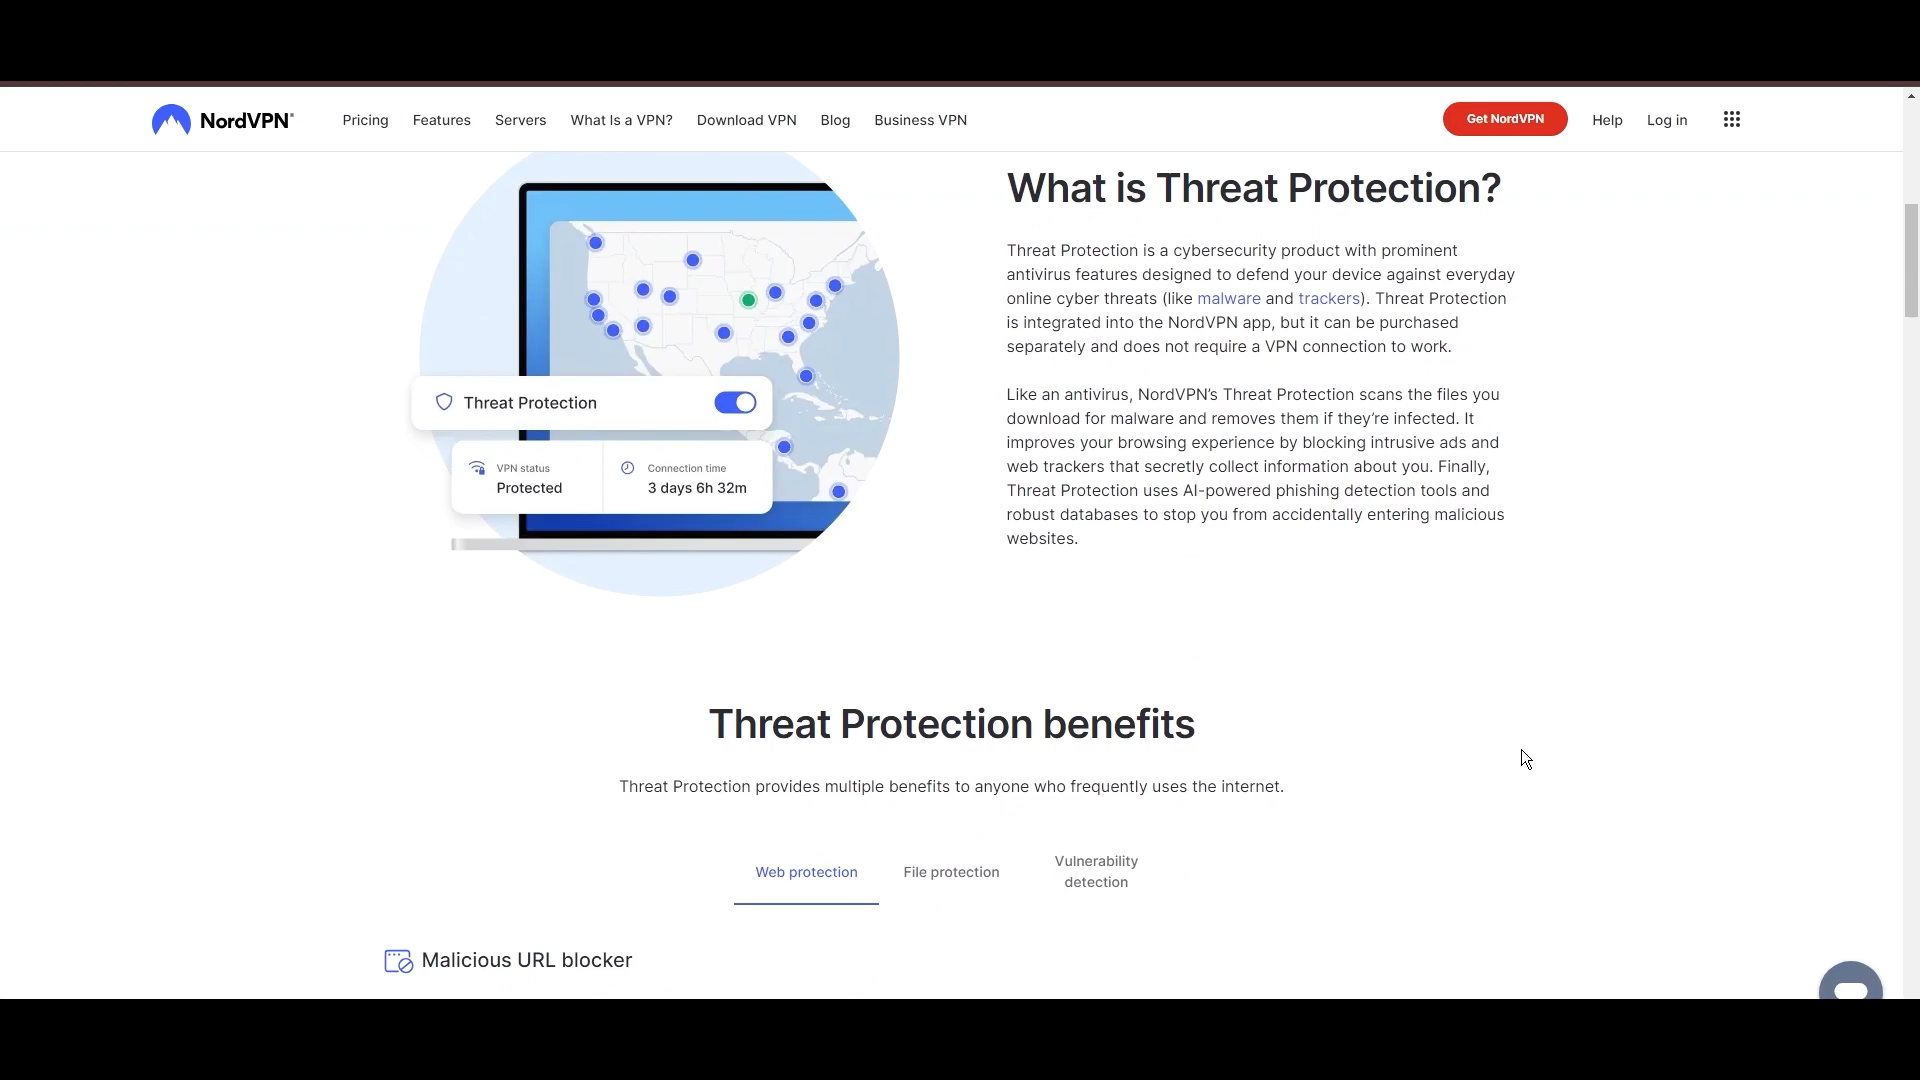 NordVPN®
Pricing
Features
Servers
What Is a VPN?
Download VPN
Blog
Business VPN
Get NordVPN
Help
Log in
Threat Protection
VPN status
Protected
Connection time
3 days 6h 32m
What is Threat Protection?
Threat Protection is a cybersecurity product with prominent
antivirus features designed to defend your device against everyday
online cyber threats (like malware and trackers). Threat Protection
is integrated into the NordVPN app, but it can be purchased
separately and does not require a VPN connection to work.
Like an antivirus, NordVPN’s Threat Protection scans the files you
download for malware and removes them if they’re infected. It
improves your browsing experience by blocking intrusive ads and
web trackers that secretly collect information about you. Finally,
Threat Protection uses AI-powered phishing detection tools and
robust databases to stop you from accidentally entering malicious
websites.
Threat Protection benefits
Threat Protection provides multiple benefits to anyone who frequently uses the internet.
Web protection
File protection
Vulnerability
detection
Malicious URL blocker